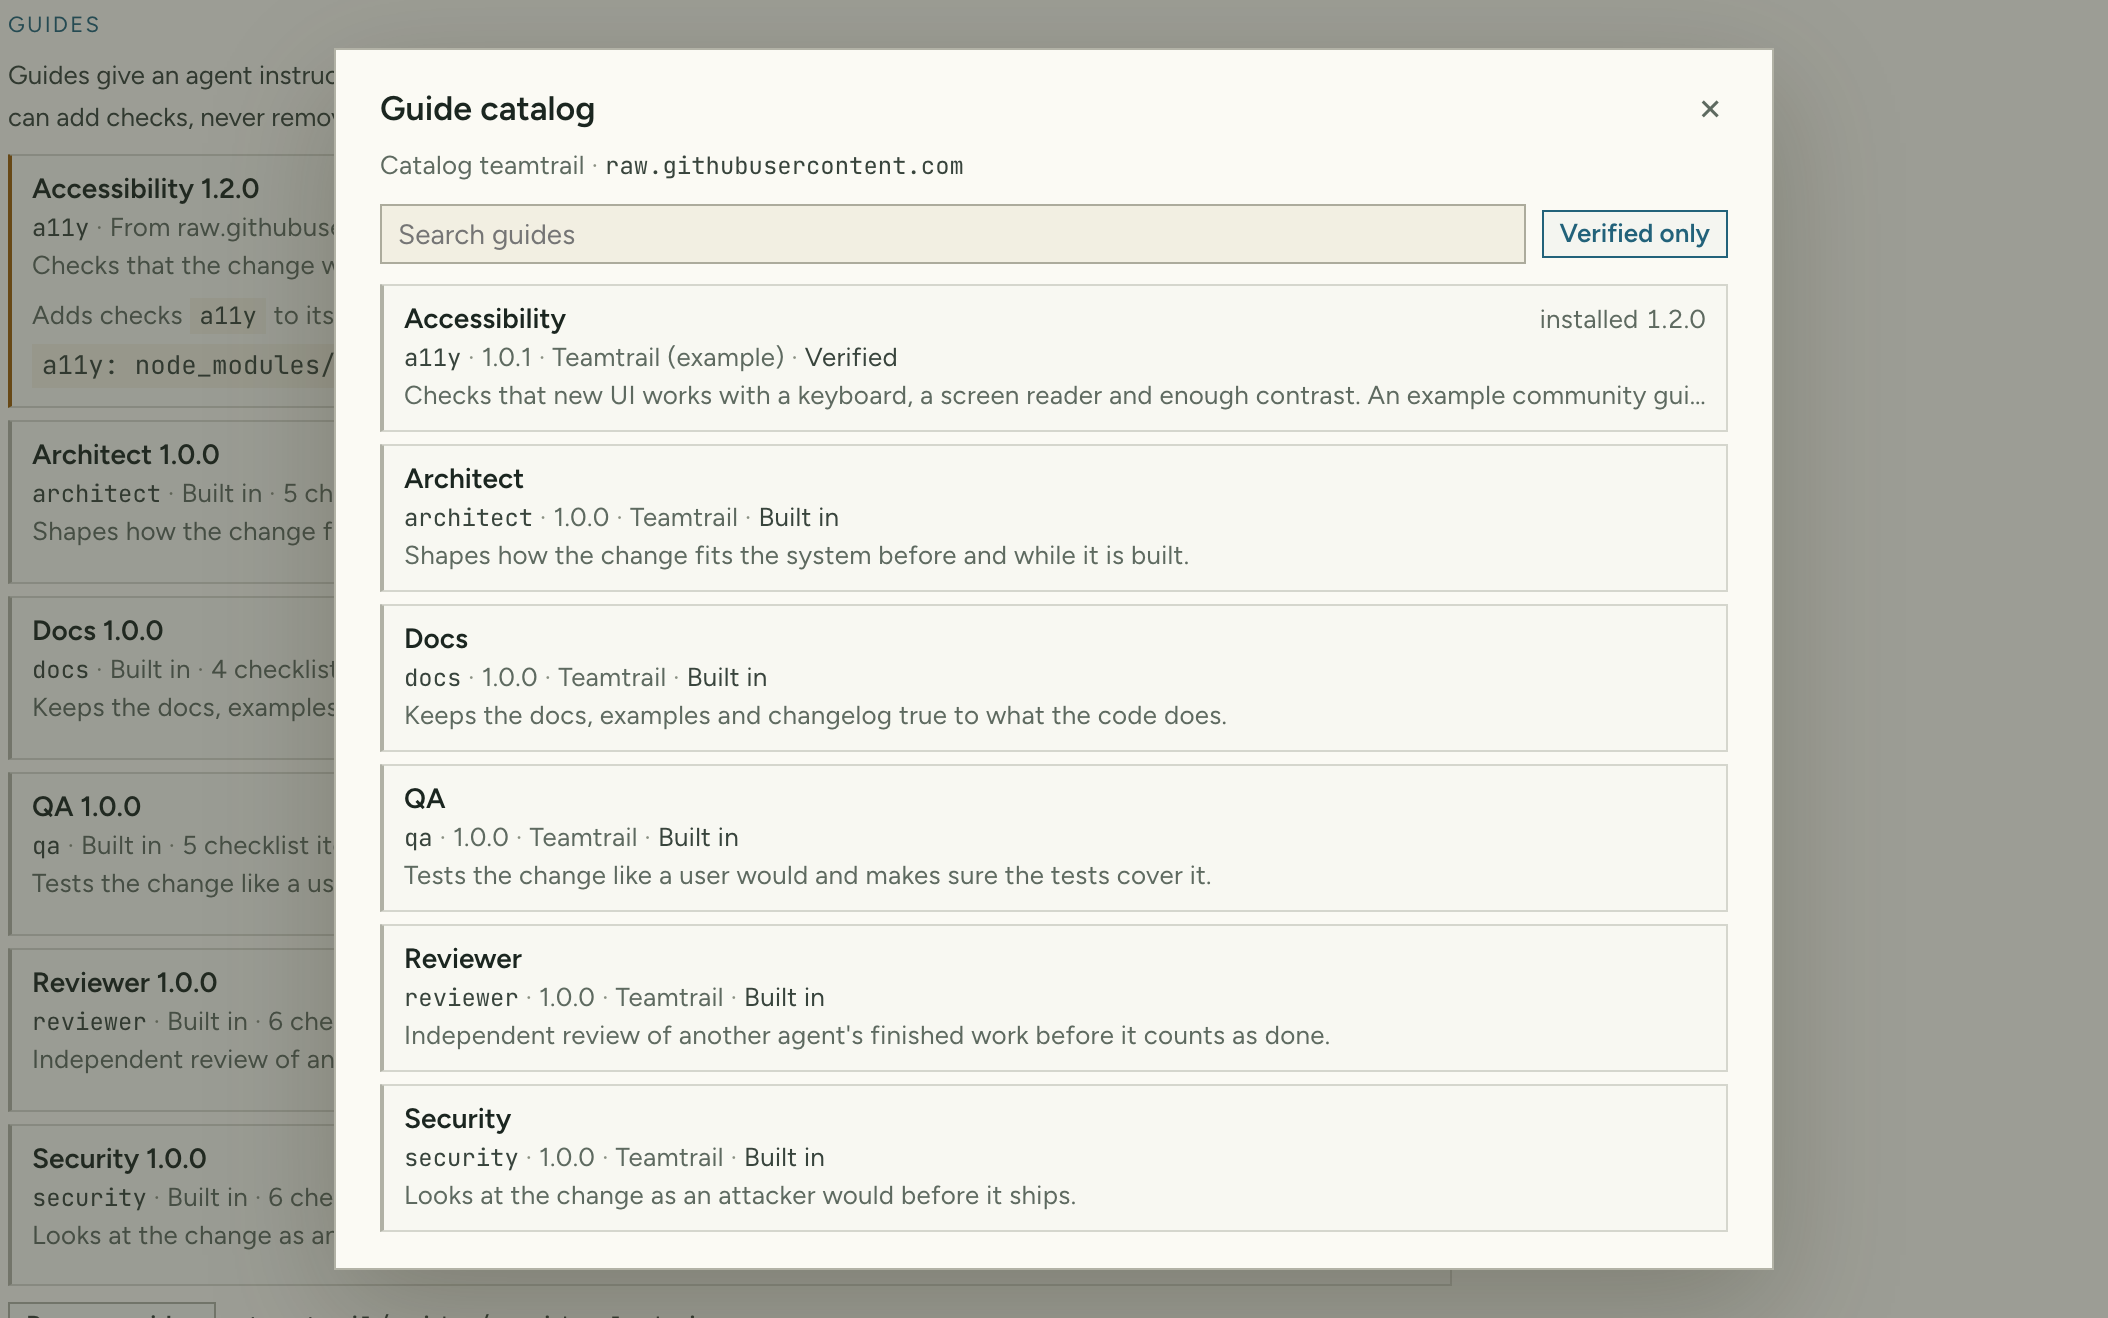 GUIDES
Guides give an agent
can add checks, never
Accessibility 1.2.0
a11y · From
Checks that the change
Adds checks a11y to its
a11y: node_modules/
Architect 1.0.0
architect · Built in · 5
Shapes how the change
Docs 1.0.0
docs · Built in · 4 checklist
Keeps the docs, examples
QA 1.0.0
qa · Built in · 5 checklist
Tests the change like a
Reviewer 1.0.0
reviewer · Built in · 6
Independent review of
Security 1.0.0
security · Built in · 6
Looks at the change as
Guide catalog
×
Catalog teamtrail · raw.githubusercontent.com
Search guides
Verified only
Accessibility
installed 1.2.0
a11y · 1.0.1 · Teamtrail (example) · Verified
Checks that new UI works with a keyboard, a screen reader and enough contrast. An example community gui...
Architect
architect · 1.0.0 · Teamtrail · Built in
Shapes how the change fits the system before and while it is built.
Docs
docs · 1.0.0 · Teamtrail · Built in
Keeps the docs, examples and changelog true to what the code does.
QA
qa · 1.0.0 · Teamtrail · Built in
Tests the change like a user would and makes sure the tests cover it.
Reviewer
reviewer · 1.0.0 · Teamtrail · Built in
Independent review of another agent's finished work before it counts as done.
Security
security · 1.0.0 · Teamtrail · Built in
Looks at the change as an attacker would before it ships.